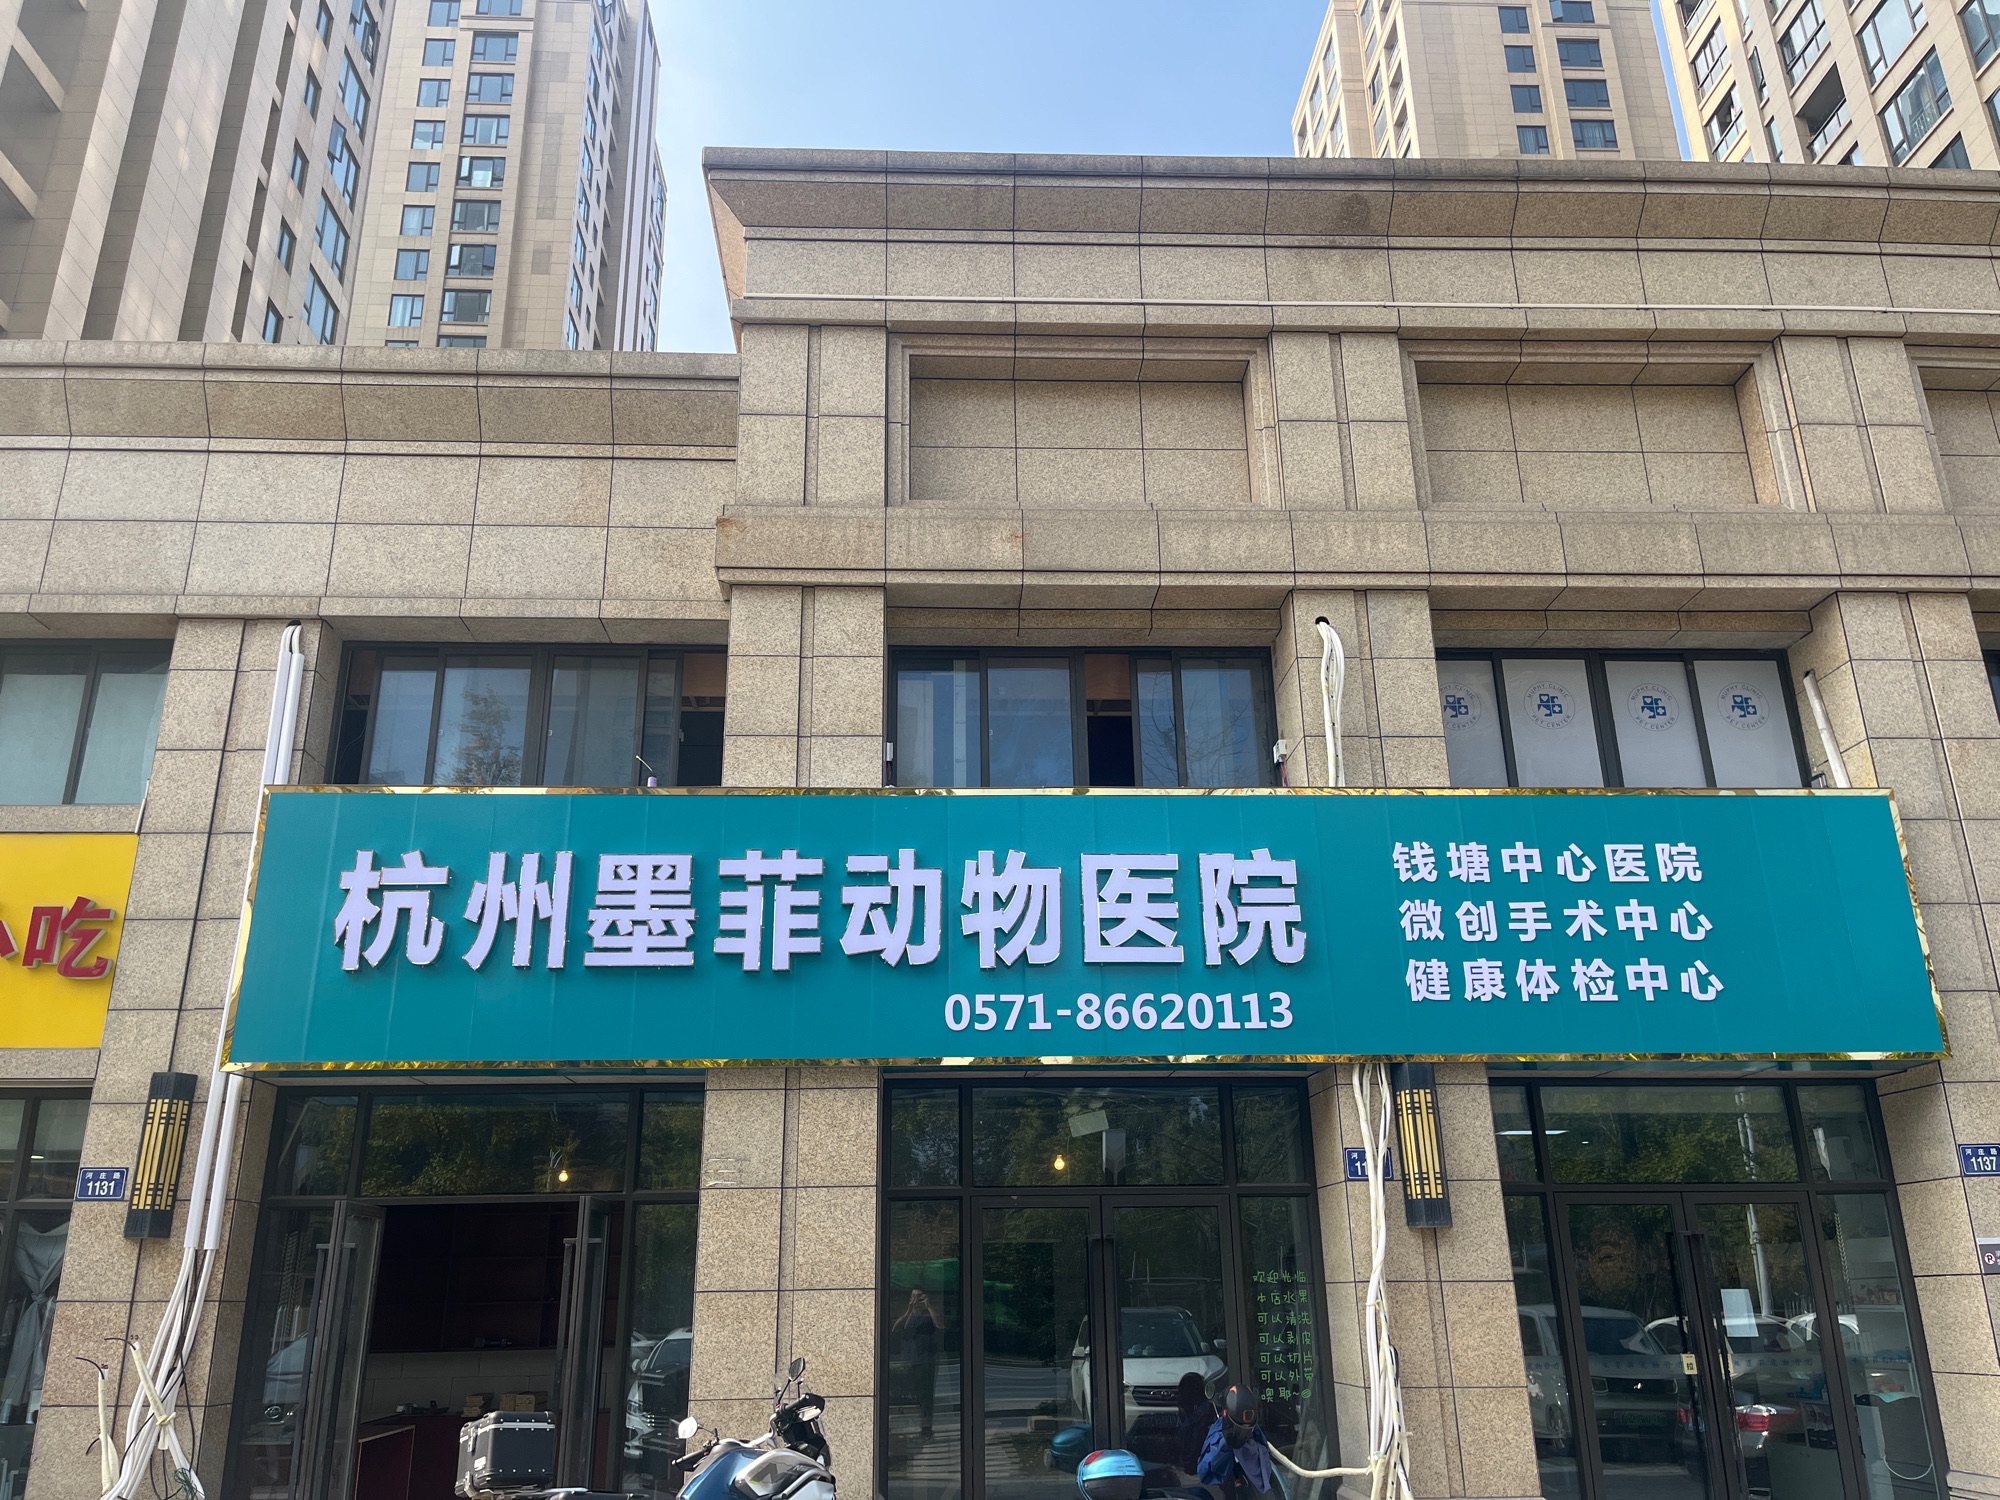 杭州墨菲动物医院
0571-86620113
钱塘中心医院
微创手术中心
健康体检中心
吃
河庄路
1131
河庄路
1137
欢迎光临
本店水果
可以清洗
可以剥皮
可以切片
可以外带
噢耶~
PET CENTER